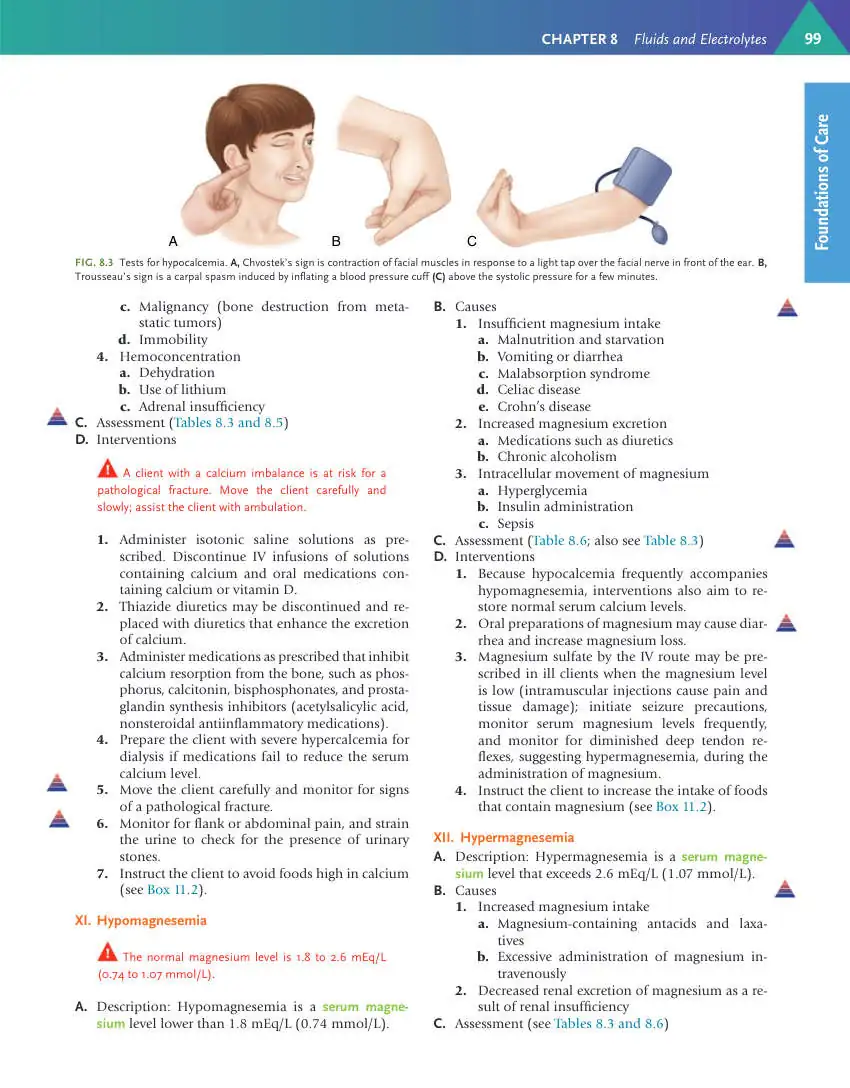 CHAPTER 8 Fluids and Electrolytes 99
Foundations of Care
A B C
FIG. 8.3 Tests for hypocalcemia. A, Chvostek's sign is contraction of facial muscles in response to a light tap over the facial nerve in front of the ear. B,
Trousseau's sign is a carpal spasm induced by inflating a blood pressure cuff (C) above the systolic pressure for a few minutes.
c. Malignancy (bone destruction from meta-
static tumors)
d. Immobility
4. Hemoconcentration
a. Dehydration
b. Use of lithium
c. Adrenal insufficiency
C. Assessment (Tables 8.3 and 8.5)
D. Interventions
A client with a calcium imbalance is at risk for a
pathological fracture. Move the client carefully and
slowly; assist the client with ambulation.
1. Administer isotonic saline solutions as pre-
scribed. Discontinue IV infusions of solutions
containing calcium and oral medications con-
taining calcium or vitamin D.
2. Thiazide diuretics may be discontinued and re-
placed with diuretics that enhance the excretion
of calcium.
3. Administer medications as prescribed that inhibit
calcium resorption from the bone, such as phos-
phorus, calcitonin, bisphosphonates, and prosta-
glandin synthesis inhibitors (acetylsalicylic acid,
nonsteroidal antiinflammatory medications).
4. Prepare the client with severe hypercalcemia for
dialysis if medications fail to reduce the serum
calcium level.
5. Move the client carefully and monitor for signs
of a pathological fracture.
6. Monitor for flank or abdominal pain, and strain
the urine to check for the presence of urinary
stones.
7. Instruct the client to avoid foods high in calcium
(see Box 11.2).
XI. Hypomagnesemia
The normal magnesium level is 1.8 to 2.6 mEq/L
(0.74 to 1.07 mmol/L).
A. Description: Hypomagnesemia is a serum magne-
sium level lower than 1.8 mEq/L (0.74 mmol/L).
B. Causes
1. Insufficient magnesium intake
a. Malnutrition and starvation
b. Vomiting or diarrhea
c. Malabsorption syndrome
d. Celiac disease
e. Crohn's disease
2. Increased magnesium excretion
a. Medications such as diuretics
b. Chronic alcoholism
3. Intracellular movement of magnesium
a. Hyperglycemia
b. Insulin administration
c. Sepsis
C. Assessment (Table 8.6; also see Table 8.3)
D. Interventions
1. Because hypocalcemia frequently accompanies
hypomagnesemia, interventions also aim to re-
store normal serum calcium levels.
2. Oral preparations of magnesium may cause diar-
rhea and increase magnesium loss.
3. Magnesium sulfate by the IV route may be pre-
scribed in ill clients when the magnesium level
is low (intramuscular injections cause pain and
tissue damage); initiate seizure precautions,
monitor serum magnesium levels frequently,
and monitor for diminished deep tendon re-
flexes, suggesting hypermagnesemia, during the
administration of magnesium.
4. Instruct the client to increase the intake of foods
that contain magnesium (see Box 11.2).
XII. Hypermagnesemia
A. Description: Hypermagnesemia is a serum magne-
sium level that exceeds 2.6 mEq/L (1.07 mmol/L).
B. Causes
1. Increased magnesium intake
a. Magnesium-containing antacids and laxa-
tives
b. Excessive administration of magnesium in-
travenously
2. Decreased renal excretion of magnesium as a re-
sult of renal insufficiency
C. Assessment (see Tables 8.3 and 8.6)